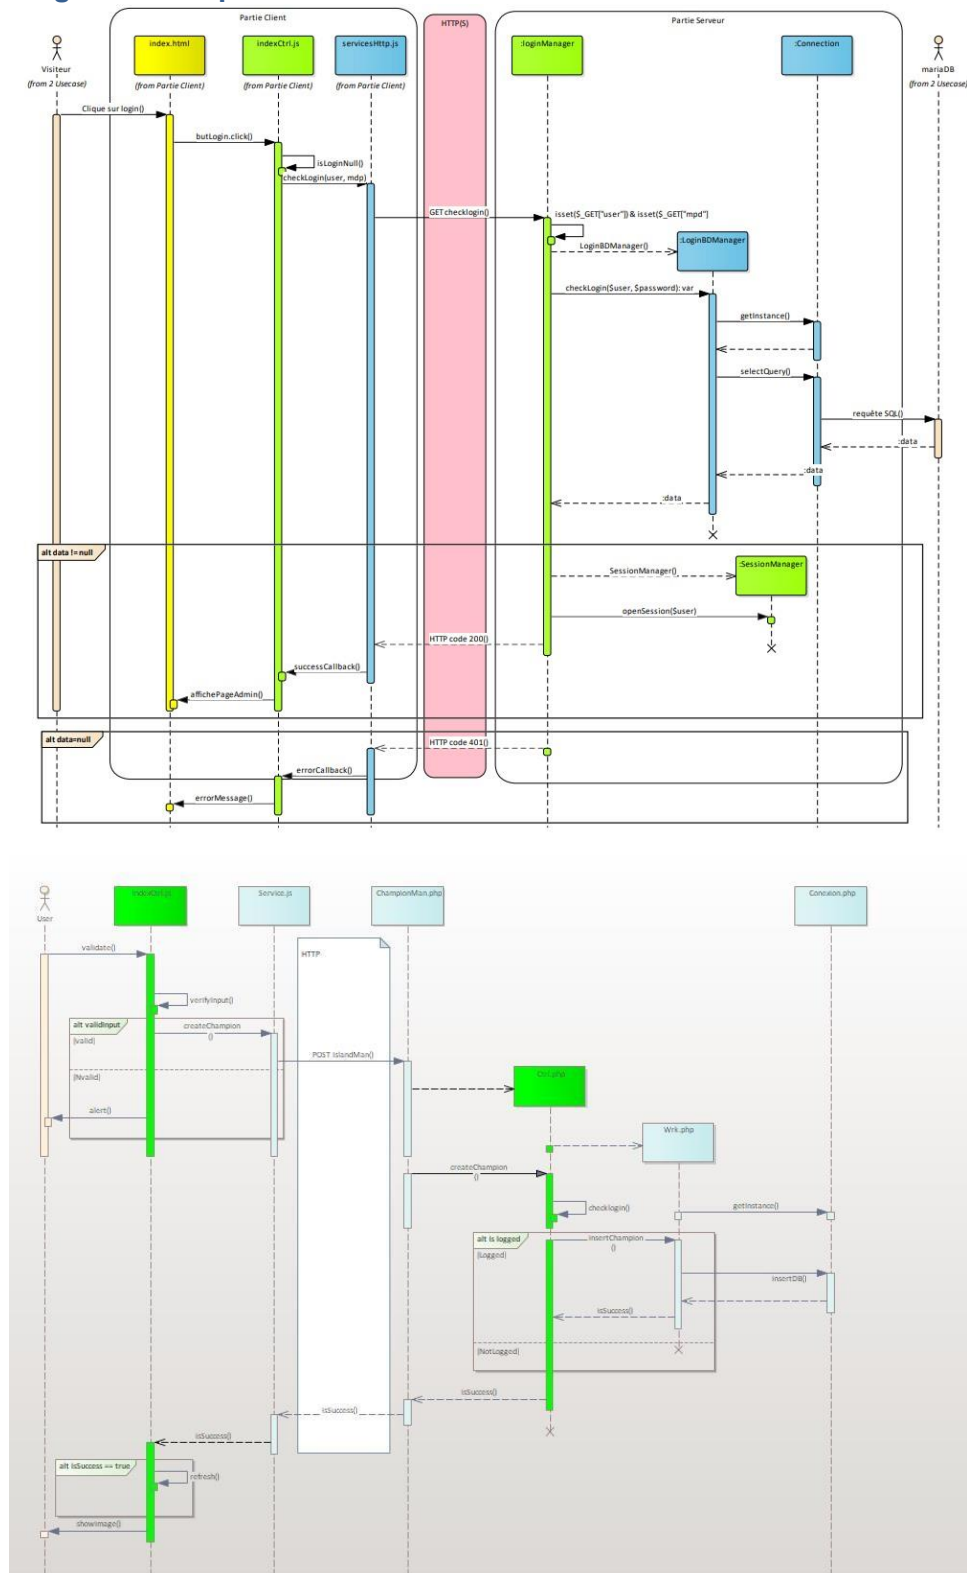 Partie Client
HTTP(S)
Partie Serveur
Visiteur
(from 2 Usecase)
index.html
(from Partie Client)
indexCtrl.js
(from Partie Client)
servicesHttp.js
(from Partie Client)
:loginManager
:Connection
mariaDB
(from 2 Usecase)
Clique sur login()
butLogin.click()
isLoginNull()
checkLogin(user, mdp)
GET checklogin()
isset($_GET["user"]) & isset($_GET["mpd"]
LoginBDManager()
:LoginBDManager
checkLogin($user, $password): var
getInstance()
selectQuery()
requête SQL()
:data
:data
:data
alt data != null
SessionManager()
:SessionManager
openSession($user)
HTTP code 200()
successCallback()
affichePageAdmin()
alt data=null
HTTP code 401()
errorCallback()
errorMessage()
User
IndexCtrl.js
Service.js
ChampionMan.php
Conexion.php
validate()
HTTP
verifyInput()
alt validInput
createChampion
()
[valid]
POST IslandMan()
[Nvalid]
Ctrl.php
alert()
Wrk.php
createChampion
()
checklogin()
getInstance()
alt is logged
insertChampion
()
[Logged]
insertDB()
isSuccess()
[NotLogged]
isSuccess()
isSuccess()
isSuccess()
alt isSuccess == true
refresh()
showImage()